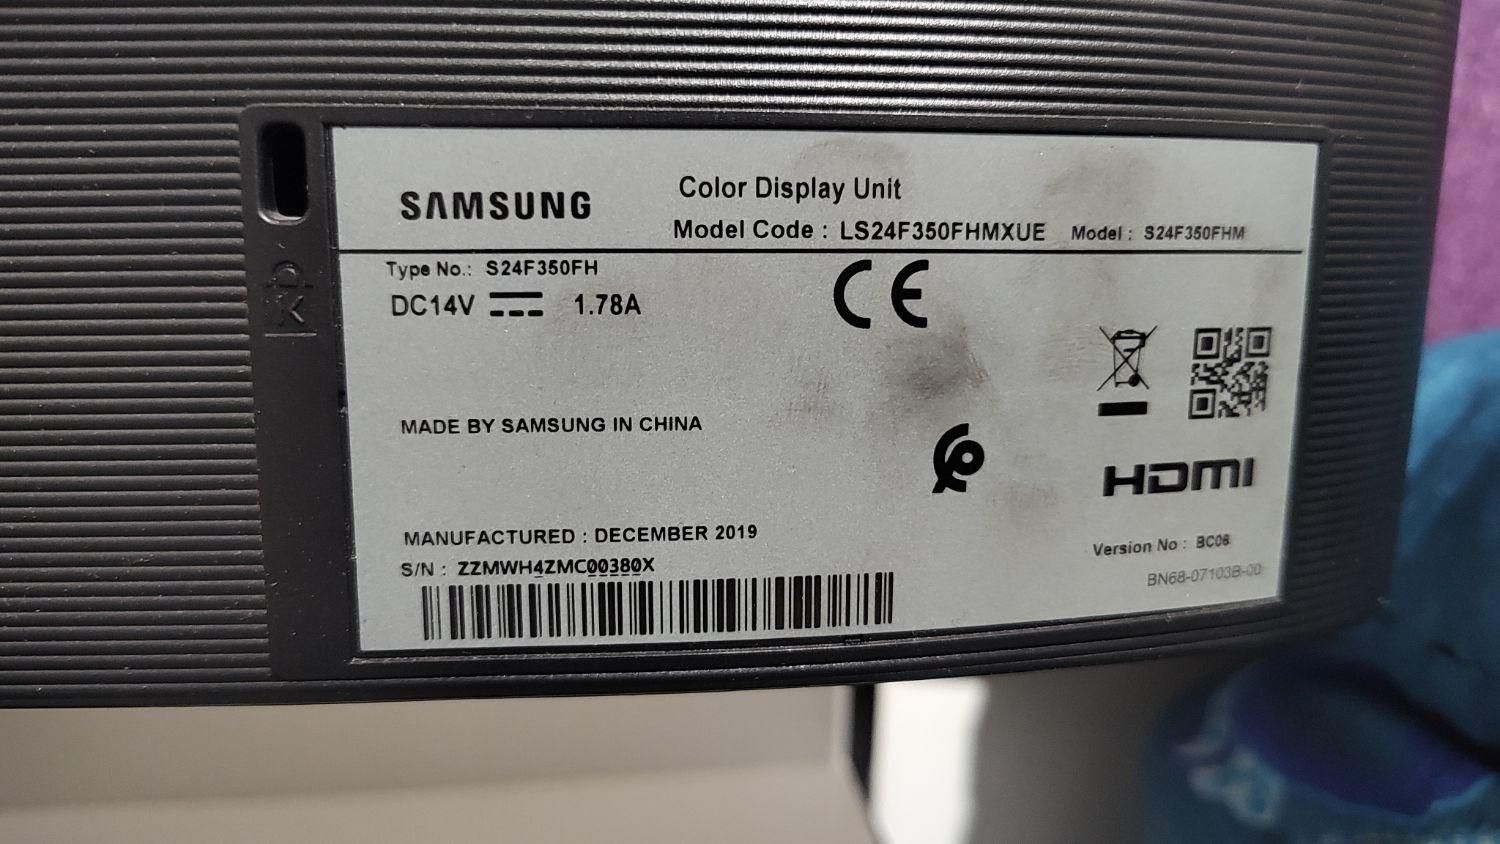 SAMSUNG
Color Display Unit
Model Code : LS24F350FHMXUE Model : S24F350FHM
Type No.: S24F350FH
DC14V 1.78A
CE
MADE BY SAMSUNG IN CHINA
HDMI
MANUFACTURED : DECEMBER 2019
S/N : ZZMWH4ZMC00380X
Version No : BC06
BN68-07103B-00
K